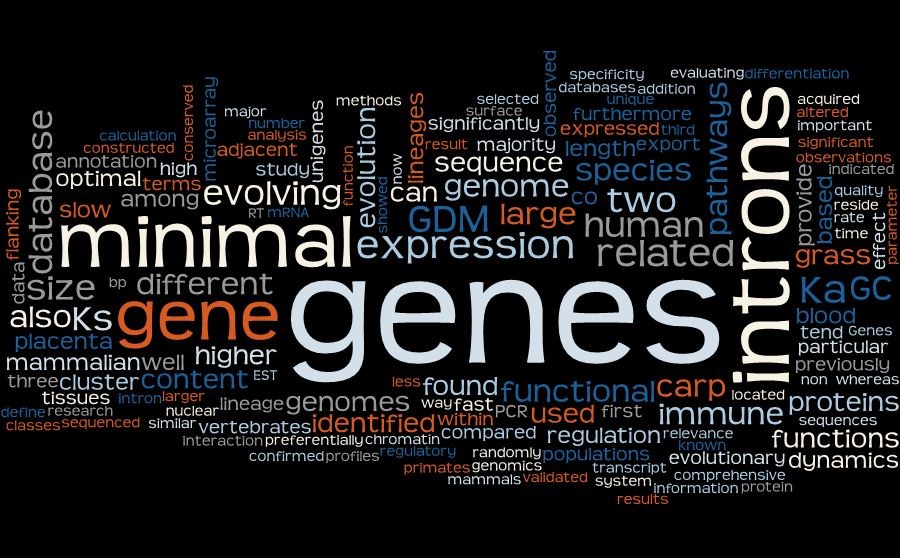 specificity
evaluating
differentiation
databases
addition
observed
selected
unique
methods
surface
furthermore
acquired
major
significantly
expressed
third
altered
number
important
calculation
analysis
result
majority
length
export
significant
constructed
adjacent
lineages
observations
conserved
microarray
unigenes
evolution
pathways
introns
indicated
annotation
high
study
function
now
sequence
species
database
optimal
terms
among
evolving
can
genome
co
two
provide
based
quality
reside
rate
time
parameter
flanking
slow
RT
mRNA
showed
GDM
large
human
effect
minimal
expression
related
grass
data
size
bp
different
genes
Ka
GC
also
Ks
gene
blood
placenta
higher
tend
Genes
particular
mammalian
well
previously
three
cluster
content
EST
less
found
functional
carp
non
whereas
tissues
intron
larger
located
define
research
nuclear
lineage
genomes
way
fast
PCR
used
first
immune
proteins
classes
sequenced
similar
vertebrates
identified
within
compared
regulation
relevance
sequences
interaction
preferentially
chromatin
known
functions
confirmed
profiles
regulatory
randomly
populations
evolutionary
dynamics
primates
genomics
transcript
comprehensive
mammals
validated
system
information
protein
results